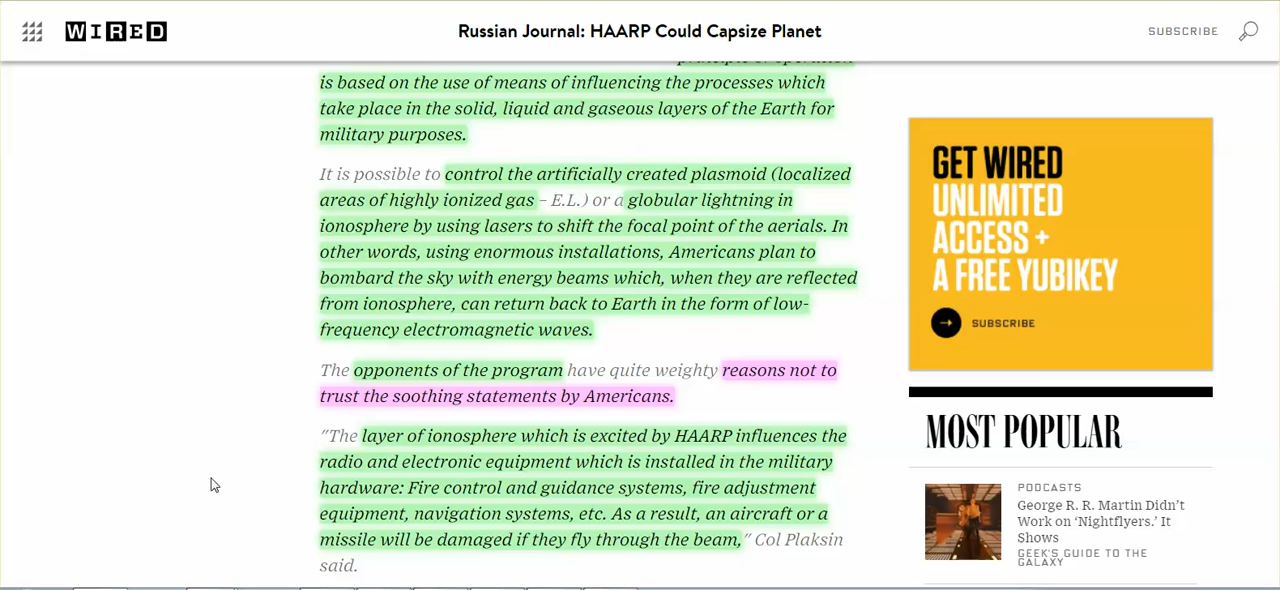 WIRED
Russian Journal: HAARP Could Capsize Planet
SUBSCRIBE
is based on the use of means of influencing the processes which
take place in the solid, liquid and gaseous layers of the Earth for
military purposes.
It is possible to control the artificially created plasmoid (localized
areas of highly ionized gas – E.L.) or a globular lightning in
ionosphere by using lasers to shift the focal point of the aerials. In
other words, using enormous installations, Americans plan to
bombard the sky with energy beams which, when they are reflected
from ionosphere, can return back to Earth in the form of low-
frequency electromagnetic waves.
The opponents of the program have quite weighty reasons not to
trust the soothing statements by Americans.
"The layer of ionosphere which is excited by HAARP influences the
radio and electronic equipment which is installed in the military
hardware: Fire control and guidance systems, fire adjustment
equipment, navigation systems, etc. As a result, an aircraft or a
missile will be damaged if they fly through the beam," Col Plaksin
said.
GET WIRED
UNLIMITED
ACCESS +
A FREE YUBIKEY
SUBSCRIBE
MOST POPULAR
PODCASTS
George R. R. Martin Didn't
Work on 'Nightflyers.' It
Shows
GEEK'S GUIDE TO THE
GALAXY